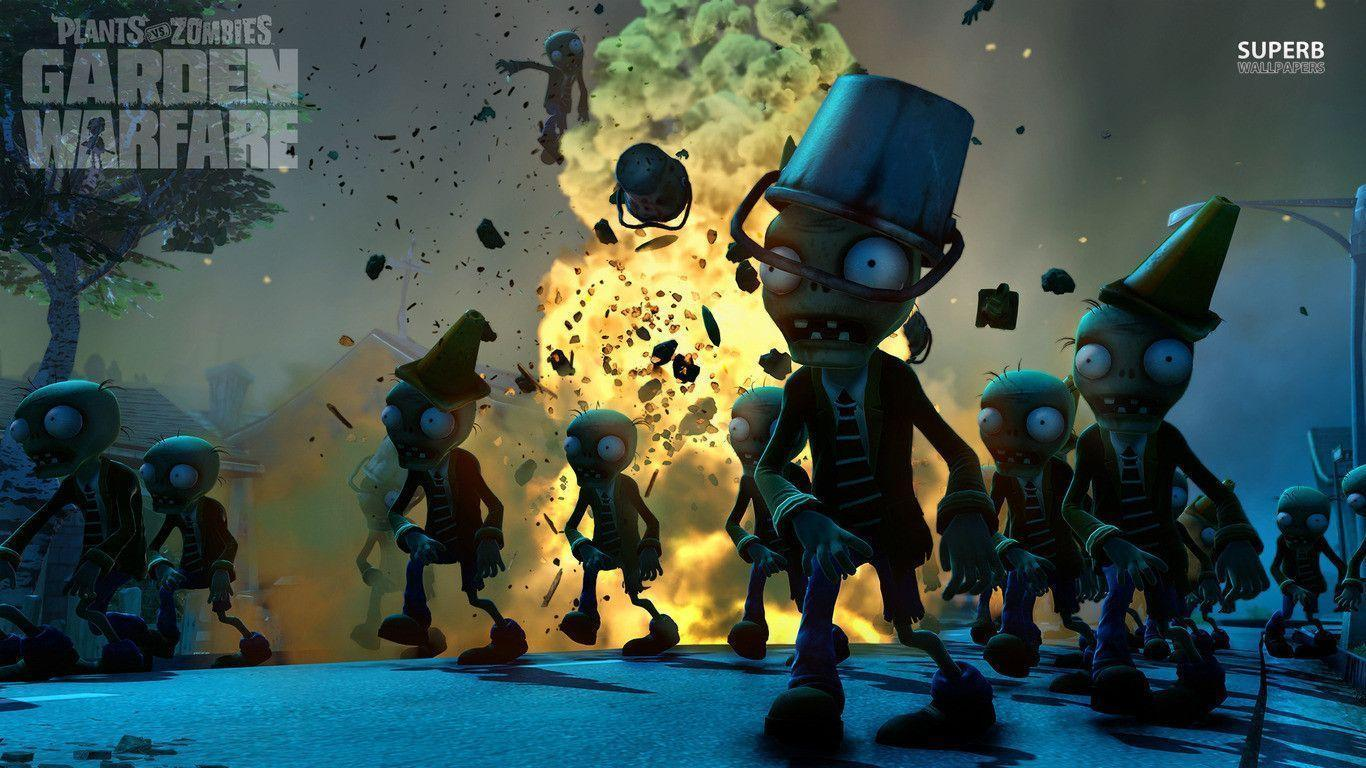 PLANTS VS. ZOMBIES
GARDEN
WARFARE
SUPERB
WALLPAPERS